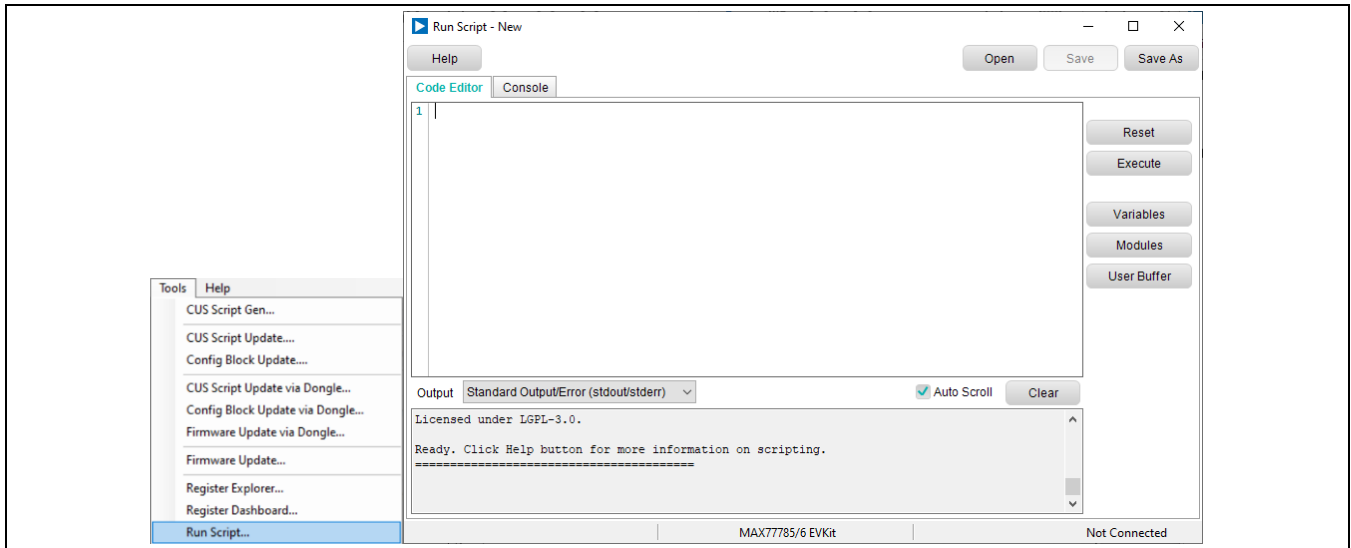 Run Script - New
Help
Open
Save
Save As
Code Editor
Console
1
Reset
Execute
Variables
Modules
User Buffer
Output
Standard Output/Error (stdout/stderr)
Auto Scroll
Clear
Licensed under LGPL-3.0.
Ready. Click Help button for more information on scripting.
========================================
MAX77785/6 EVKit
Not Connected
Tools
Help
CUS Script Gen...
CUS Script Update....
Config Block Update....
CUS Script Update via Dongle...
Config Block Update via Dongle...
Firmware Update via Dongle...
Firmware Update...
Register Explorer...
Register Dashboard...
Run Script...